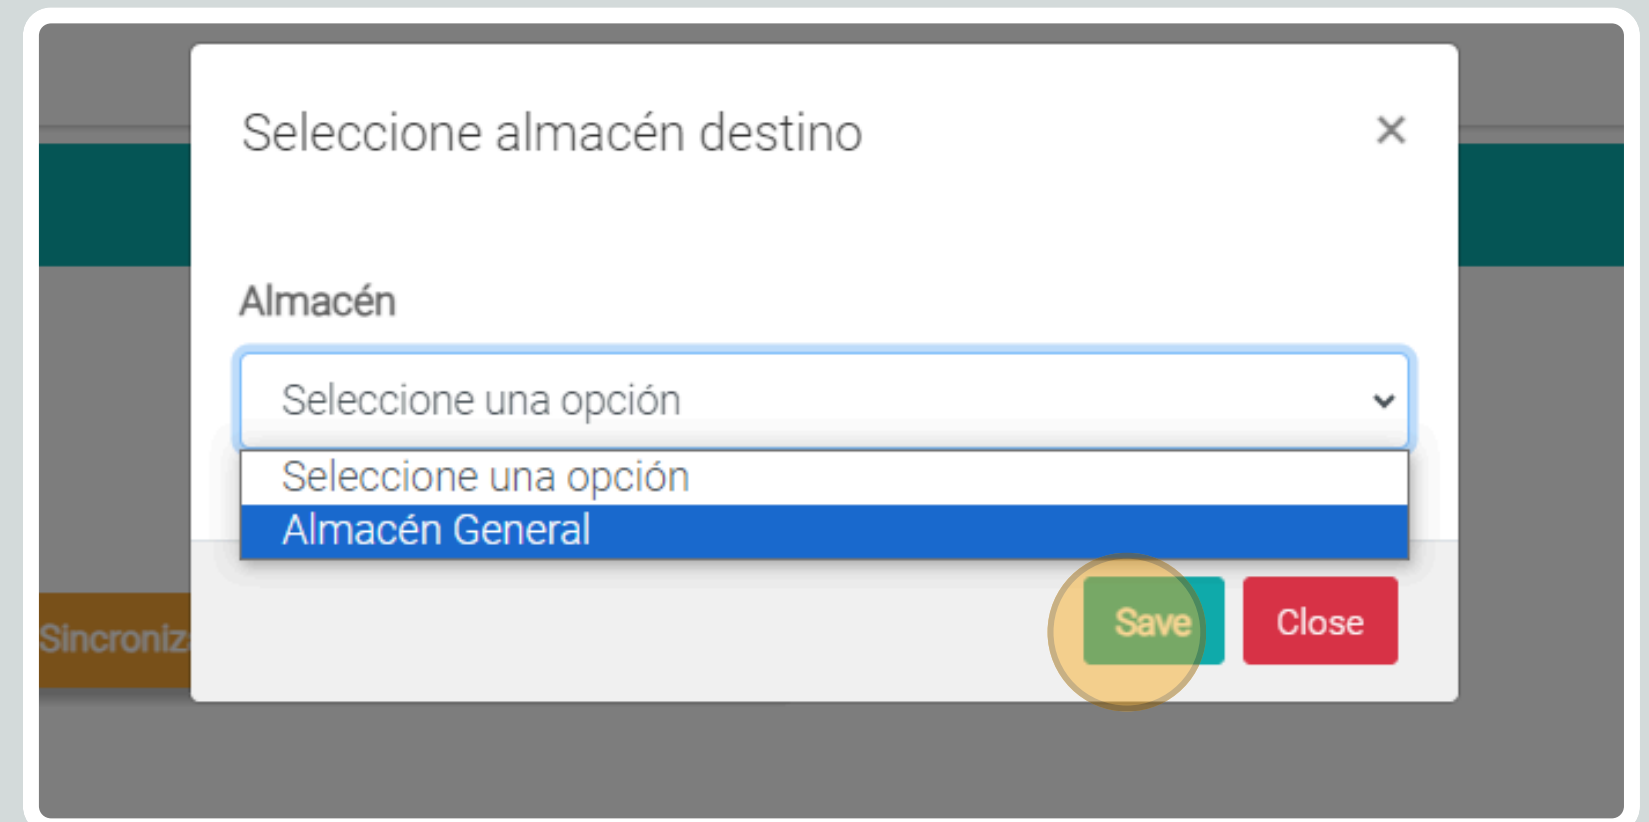 Seleccione almacén destino
×
Almacén
Seleccione una opción
Seleccione una opción
Almacén General
Save
Close